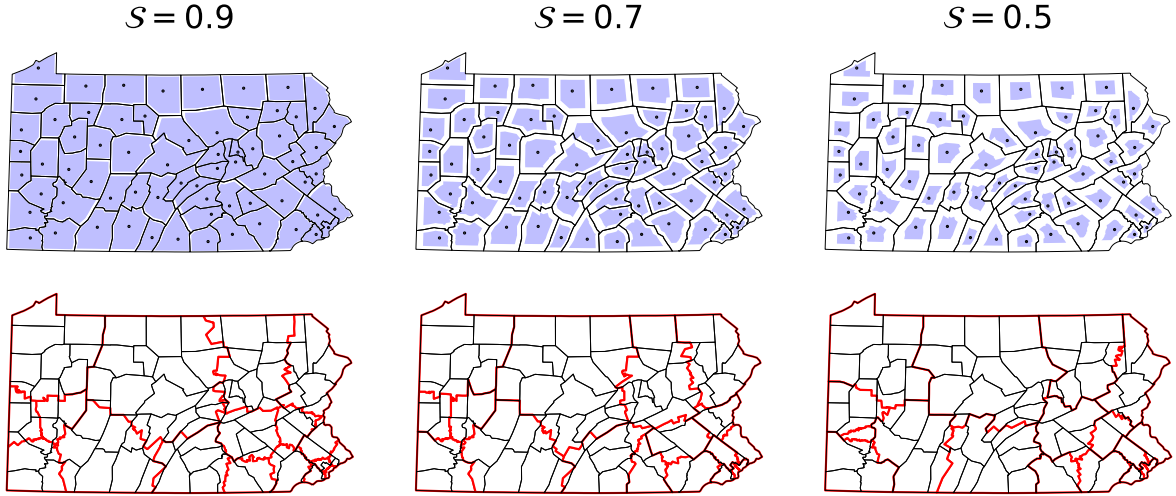 𝒮 = 0.9
𝒮 = 0.7
𝒮 = 0.5